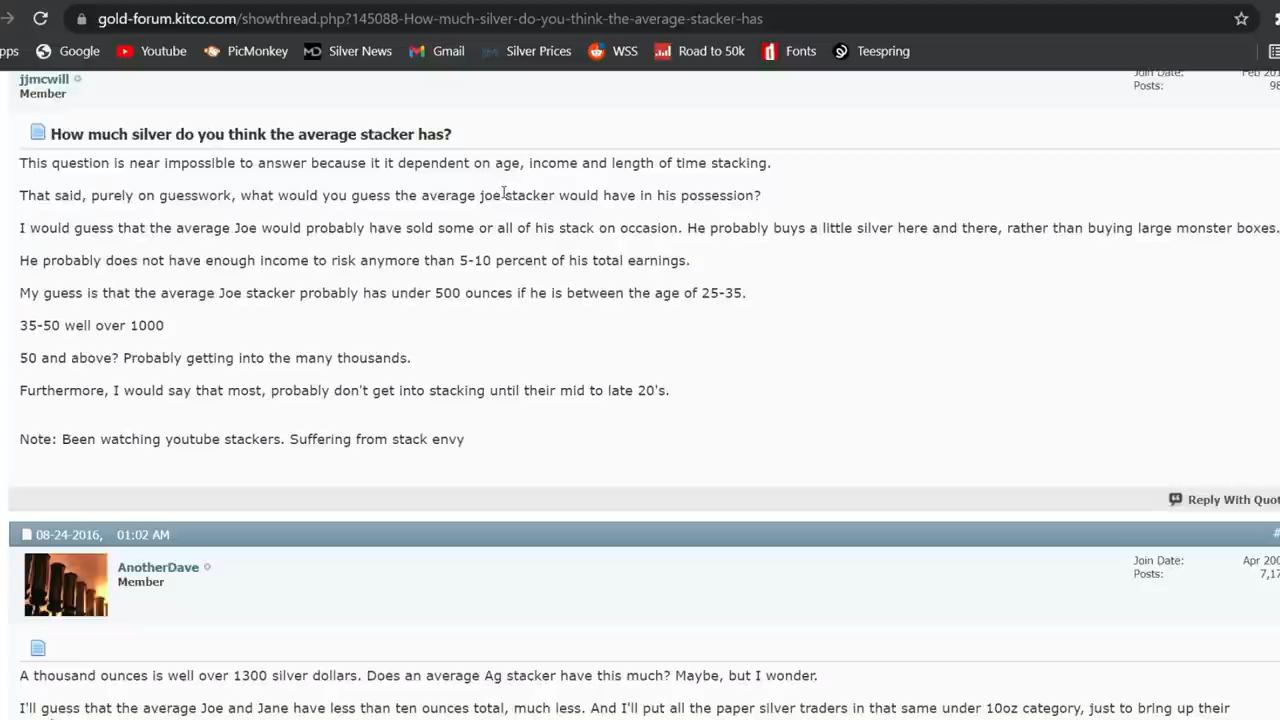 gold-forum.kitco.com/showthread.php?145088-How-much-silver-do-you-think-the-average-stacker-has
Google Youtube PicMonkey Silver News Gmail Silver Prices WSS Road to 50k Fonts Teespring
jjmcwill
Member
Join Date:
Posts:
How much silver do you think the average stacker has?
This question is near impossible to answer because it it dependent on age, income and length of time stacking.
That said, purely on guesswork, what would you guess the average joe stacker would have in his possession?
I would guess that the average Joe would probably have sold some or all of his stack on occasion. He probably buys a little silver here and there, rather than buying large monster boxes.
He probably does not have enough income to risk anymore than 5-10 percent of his total earnings.
My guess is that the average Joe stacker probably has under 500 ounces if he is between the age of 25-35.
35-50 well over 1000
50 and above? Probably getting into the many thousands.
Furthermore, I would say that most, probably don't get into stacking until their mid to late 20's.
Note: Been watching youtube stackers. Suffering from stack envy
Reply With Quot
08-24-2016, 01:02 AM
AnotherDave
Member
Join Date: Apr 200
Posts: 7,17
A thousand ounces is well over 1300 silver dollars. Does an average Ag stacker have this much? Maybe, but I wonder.
I'll guess that the average Joe and Jane have less than ten ounces total, much less. And I'll put all the paper silver traders in that same under 10oz category, just to bring up their